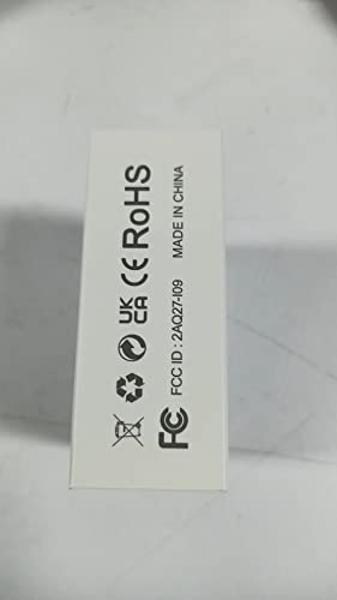 UK CA CE RoHS
FC FCC ID : 2AQ27-I09 MADE IN CHINA